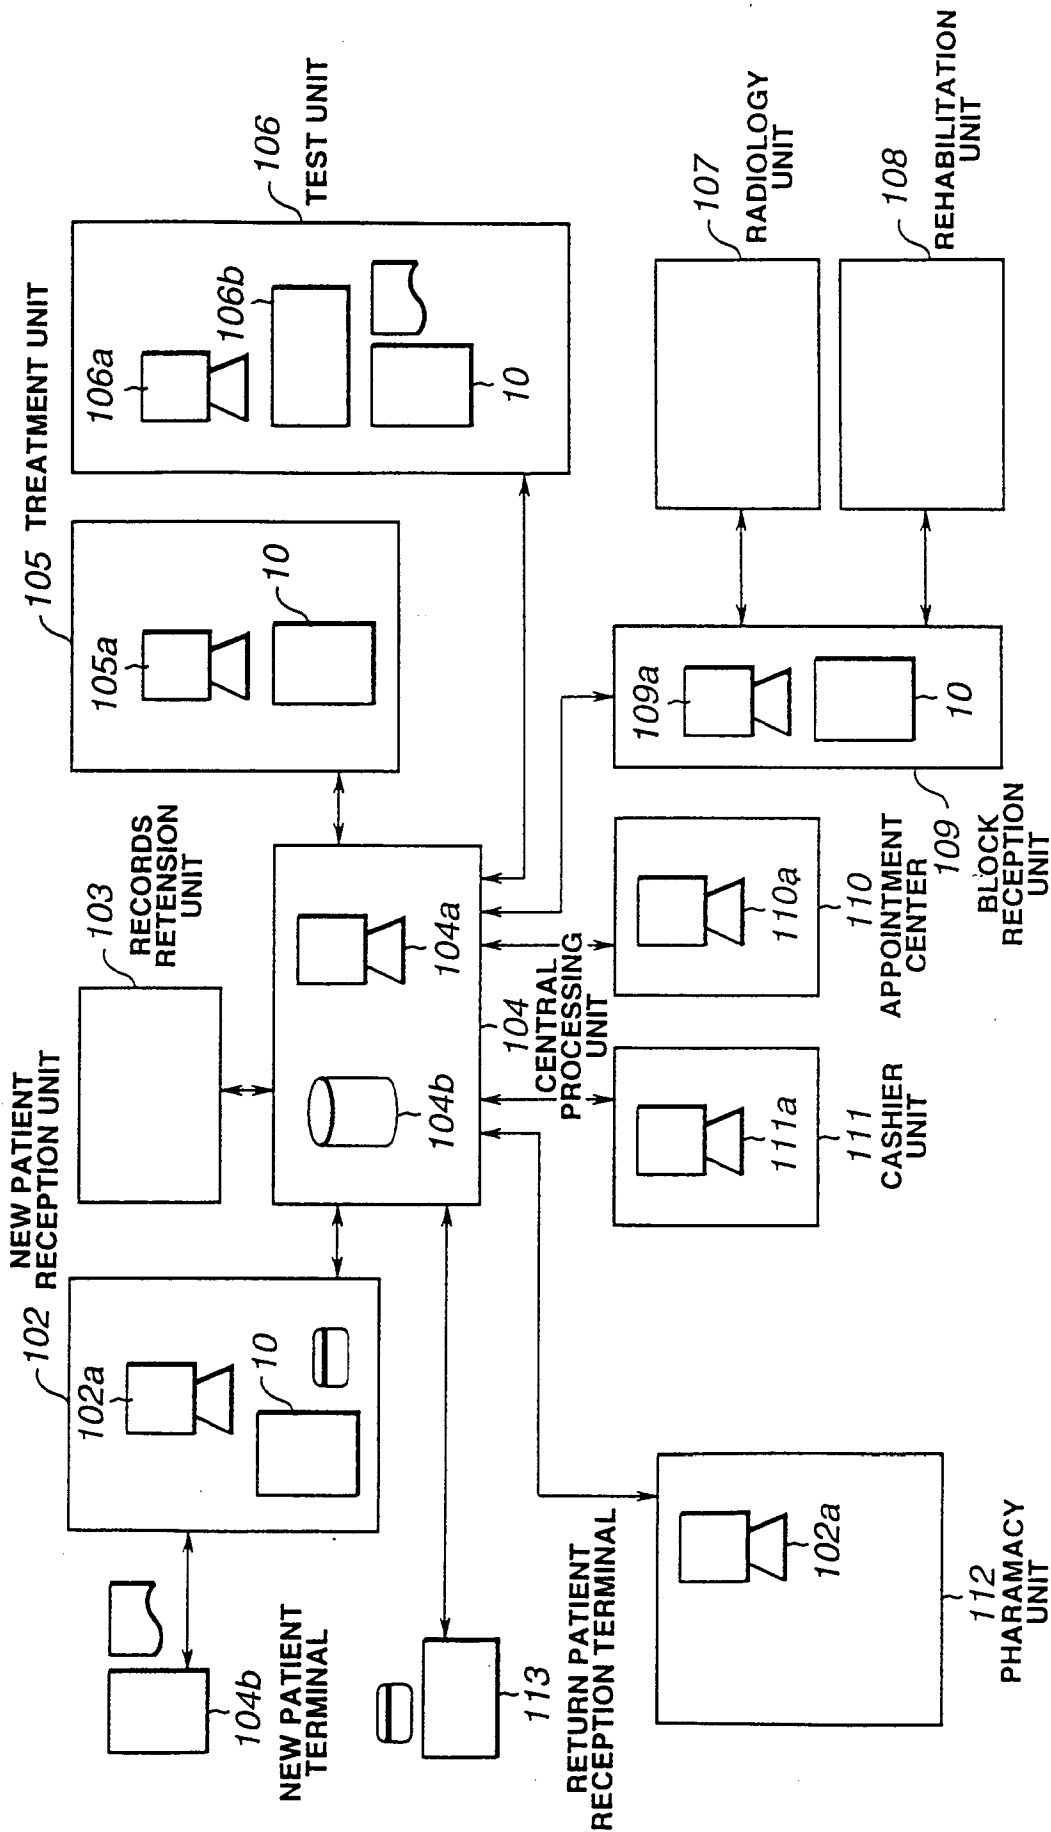 105 TREATMENT UNIT
105a
10
106
TEST UNIT
106a
106b
10
103
RECORDS
RETENSION
UNIT
NEW PATIENT
RECEPTION UNIT
102
102a
10
104b
NEW PATIENT
TERMINAL
113
RETURN PATIENT
RECEPTION TERMINAL
104a
104b
104
CENTRAL
PROCESSING
UNIT
107
RADIOLOGY
UNIT
108
REHABILITATION
UNIT
109a
10
109
BLOCK
RECEPTION
UNIT
110a
110
APPOINTMENT
CENTER
111a
111
CASHIER
UNIT
102a
112
PHARAMACY
UNIT